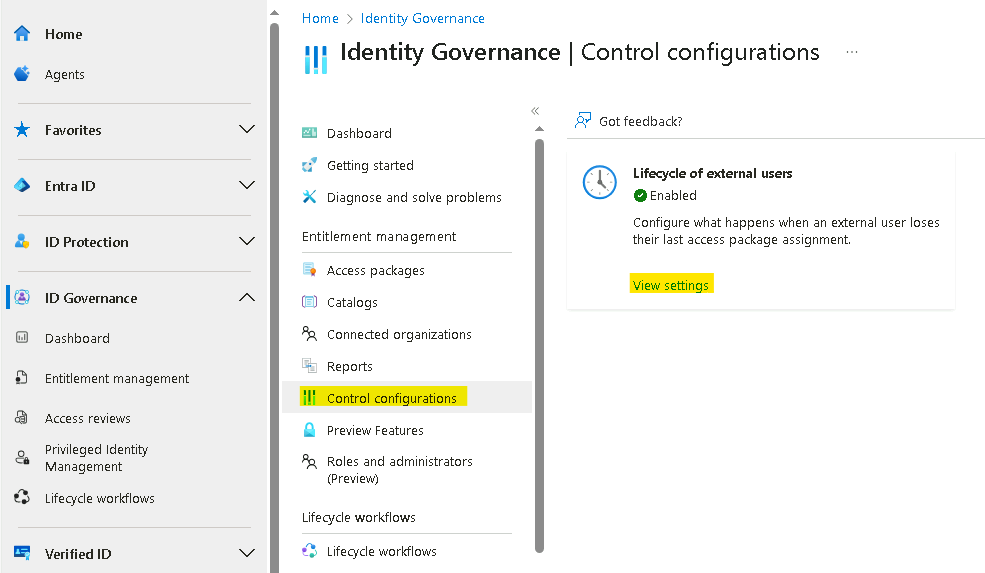 Home
Agents
Favorites
Entra ID
ID Protection
ID Governance
Dashboard
Entitlement management
Access reviews
Privileged Identity
Management
Lifecycle workflows
Verified ID
Home > Identity Governance
Identity Governance | Control configurations ...
«
Dashboard
Getting started
Diagnose and solve problems
Entitlement management
Access packages
Catalogs
Connected organizations
Reports
Control configurations
Preview Features
Roles and administrators
(Preview)
Lifecycle workflows
Lifecycle workflows
Got feedback?
Lifecycle of external users
Enabled
Configure what happens when an external user loses
their last access package assignment.
View settings